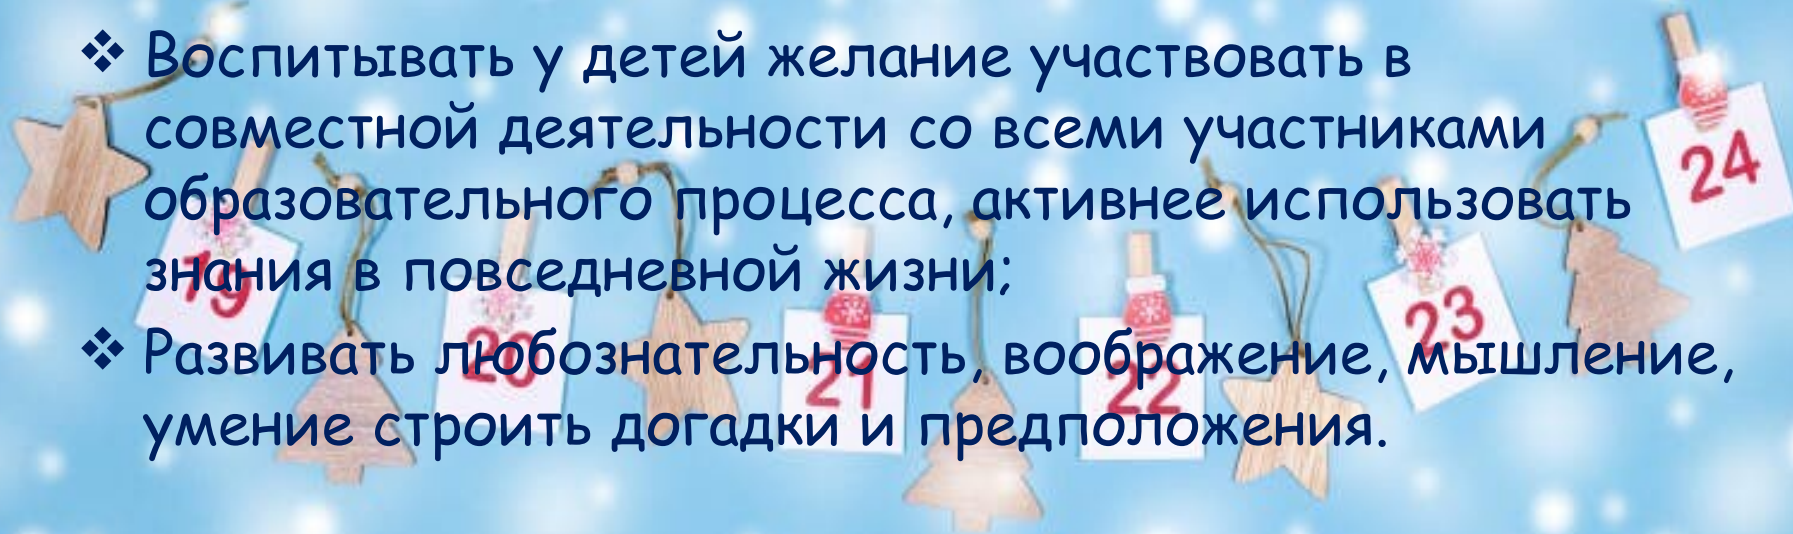 ❖ Воспитывать у детей желание участвовать в
совместной деятельности со всеми участниками
образовательного процесса, активнее использовать
знания в повседневной жизни;
❖ Развивать любознательность, воображение, мышление,
умение строить догадки и предположения.
19
20
21
22
23
24